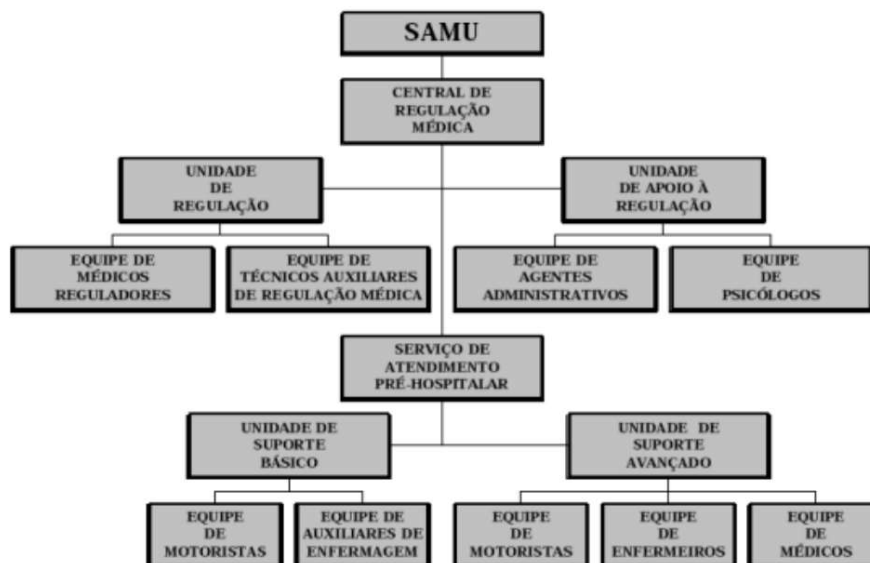 SAMU
CENTRAL DE
REGULAÇÃO
MÉDICA
UNIDADE
DE
REGULAÇÃO
UNIDADE
DE APOIO À
REGULAÇÃO
EQUIPE DE
MÉDICOS
REGULADORES
EQUIPE DE
TÉCNICOS AUXILIARES
DE REGULAÇÃO MÉDICA
EQUIPE DE
AGENTES
ADMINISTRATIVOS
EQUIPE
DE
PSICÓLOGOS
SERVIÇO DE
ATENDIMENTO
PRÉ-HOSPITALAR
UNIDADE DE
SUPORTE
BÁSICO
UNIDADE DE
SUPORTE
AVANÇADO
EQUIPE
DE
MOTORISTAS
EQUIPE DE
AUXILIARES DE
ENFERMAGEM
EQUIPE
DE
MOTORISTAS
EQUIPE
DE
ENFERMEIROS
EQUIPE
DE
MÉDICOS